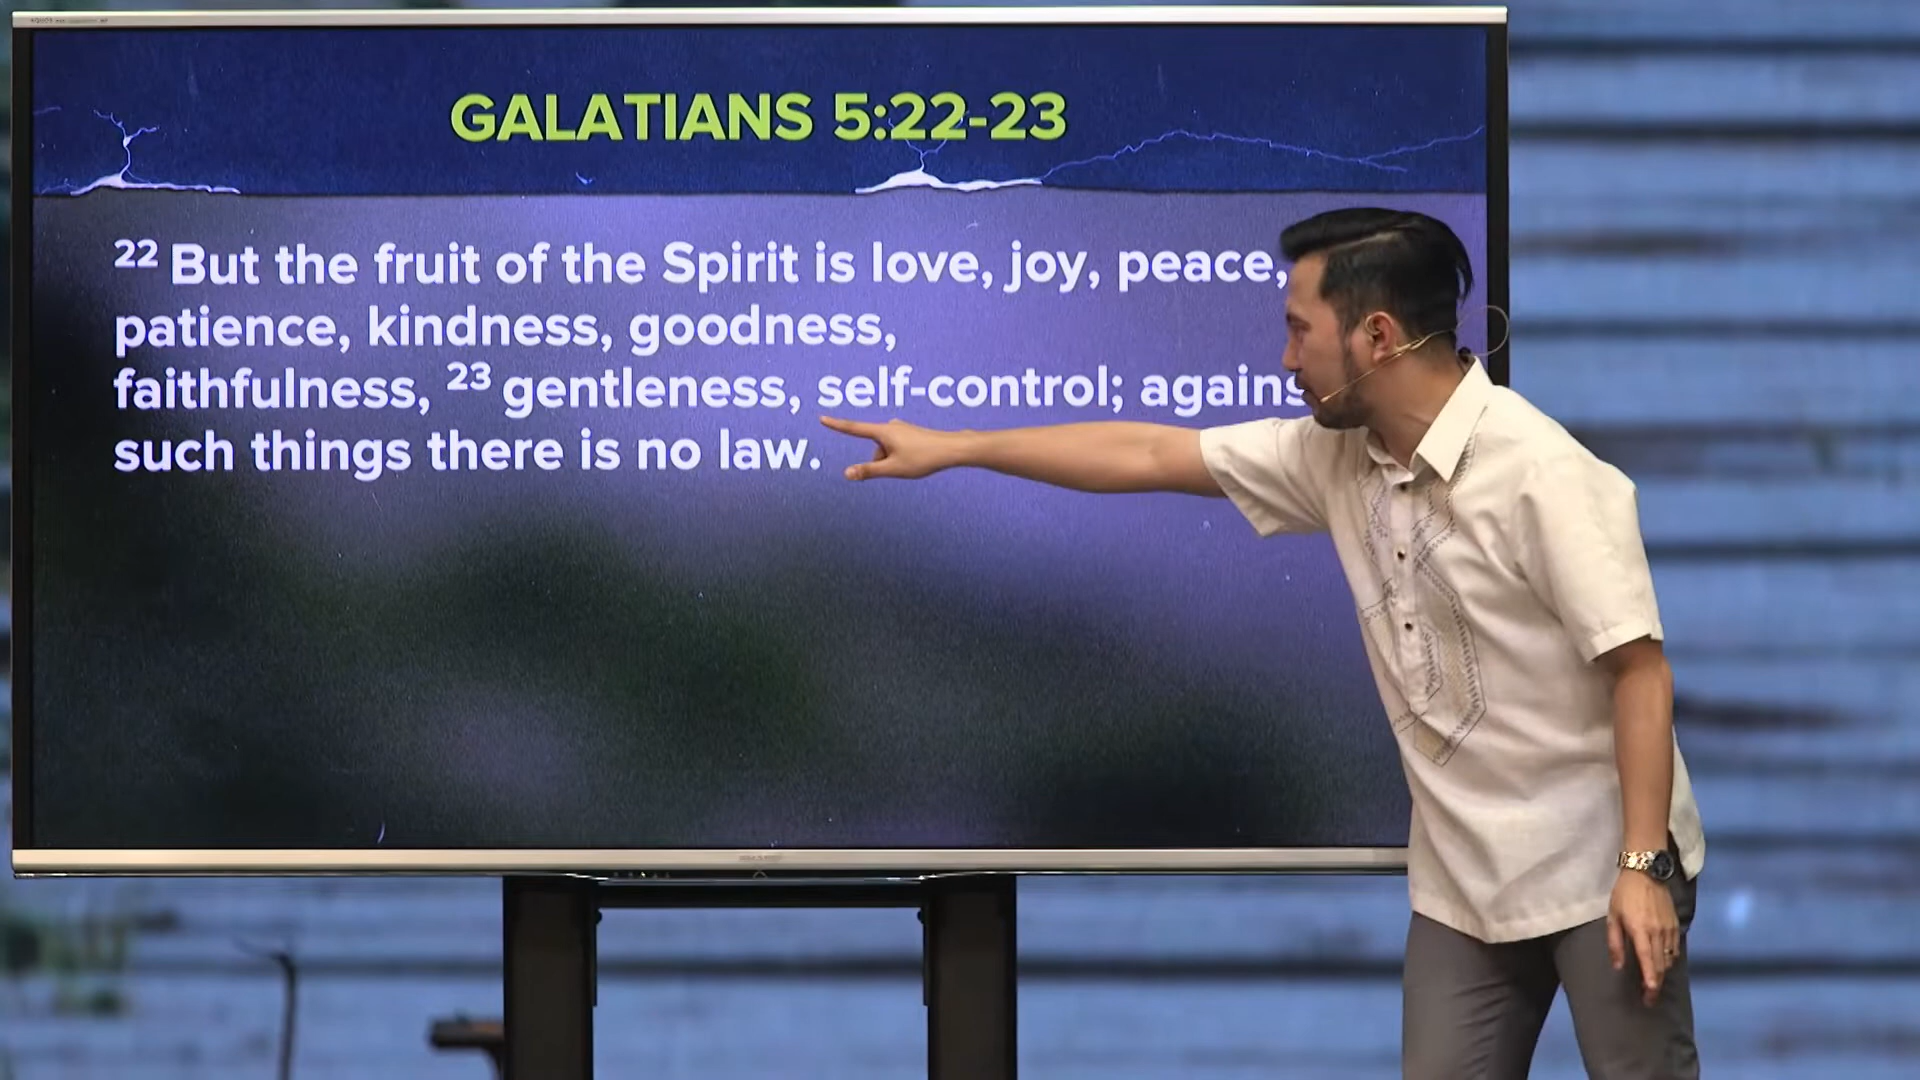 GALATIANS 5:22-23
22 But the fruit of the Spirit is love, joy, peace,
patience, kindness, goodness,
faithfulness, 23 gentleness, self-control; agains
such things there is no law.